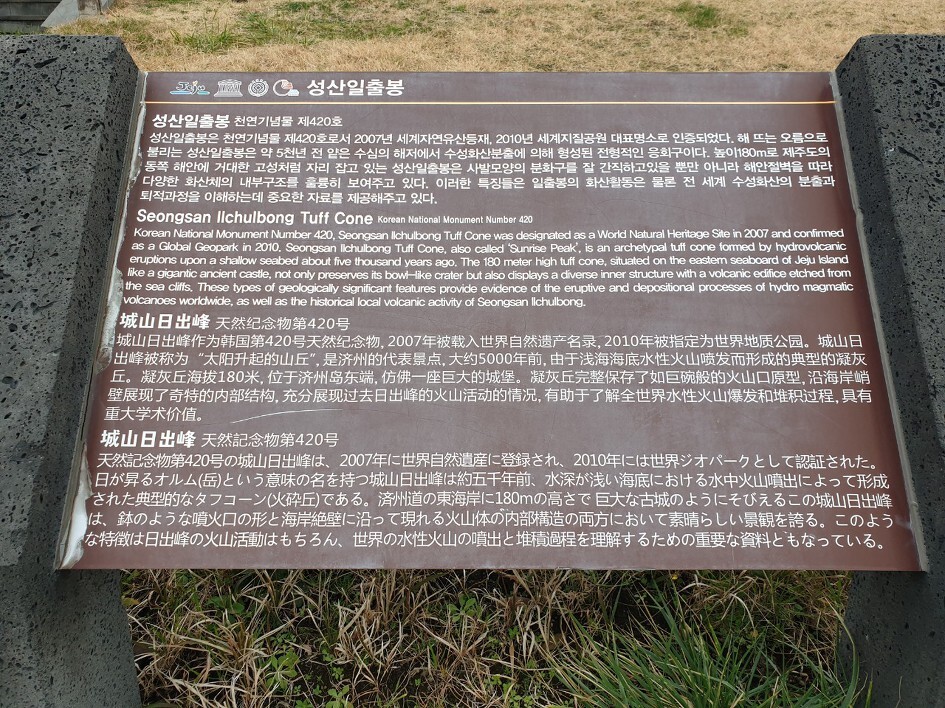 Jeju 성산일출봉
성산일출봉 천연기념물 제420호
성산일출봉은 천연기념물 제420호로서 2007년 세계자연유산등재, 2010년 세계지질공원 대표명소로 인증되었다. 해 뜨는 오름으로
불리는 성산일출봉은 약 5천년 전 얕은 수심의 해저에서 수성화산분출에 의해 형성된 전형적인 응회구이다. 높이180m로 제주도의
동쪽 해안에 거대한 고성처럼 자리 잡고 있는 성산일출봉은 사발모양의 분화구를 잘 간직하고있을 뿐만 아니라 해안절벽을 따라
다양한 화산체의 내부구조를 훌륭히 보여주고 있다. 이러한 특징들은 일출봉의 화산활동은 물론 전 세계 수성화산의 분출과
퇴적과정을 이해하는데 중요한 자료를 제공해주고 있다.
Seongsan Ilchulbong Tuff Cone Korean National Monument Number 420
Korean National Monument Number 420, Seongsan Ilchulbong Tuff Cone was designated as a World Natural Heritage Site in 2007 and confirmed
as a Global Geopark in 2010. Seongsan Ilchulbong Tuff Cone, also called 'Sunrise Peak', is an archetypal tuff cone formed by hydrovolcanic
eruptions upon a shallow seabed about five thousand years ago. The 180 meter high tuff cone, situated on the eastern seaboard of Jeju Island
like a gigantic ancient castle, not only preserves its bowl-like crater but also displays a diverse inner structure with a volcanic edifice etched from
the sea cliffs. These types of geologically significant features provide evidence of the eruptive and depositional processes of hydro magmatic
volcanoes worldwide, as well as the historical local volcanic activity of Seongsan Ilchulbong.
城山日出峰 天然纪念物第420号
城山日出峰作为韩国第420号天然纪念物, 2007年被载入世界自然遗产名录, 2010年被指定为世界地质公园。城山日
出峰被称为“太阳升起的山丘”, 是济州的代表景点. 大约5000年前, 由于浅海海底水性火山喷发而形成的典型的凝灰
丘。凝灰丘海拔180米, 位于济州岛东端, 仿佛一座巨大的城堡。凝灰丘完整保存了如巨碗般的火山口原型, 沿海岸峭
壁展现了奇特的内部结构, 充分展现过去日出峰的火山活动的情况, 有助于了解全世界水性火山爆发和堆积过程, 具有
重大学术价值。
城山日出峰 天然記念物第420号
天然記念物第420号の城山日出峰は、2007年に世界自然遺産に登録され、2010年には世界ジオパークとして認証された。
日が昇るオルム(岳)という意味の名を持つ城山日出峰は約五千年前、水深が浅い海底における水中火山噴出によって形成
された典型的なタフコーン(火砕丘)である。済州道の東海岸に180mの高さで 巨大な古城のようにそびえるこの城山日出峰
は、鉢のような噴火口の形と海岸絶壁に沿って現れる火山体の内部構造の両方において素晴らしい景観を誇る。このよう
な特徴は日出峰の火山活動はもちろん、世界の水性火山の噴出と堆積過程を理解するための重要な資料ともなっている。